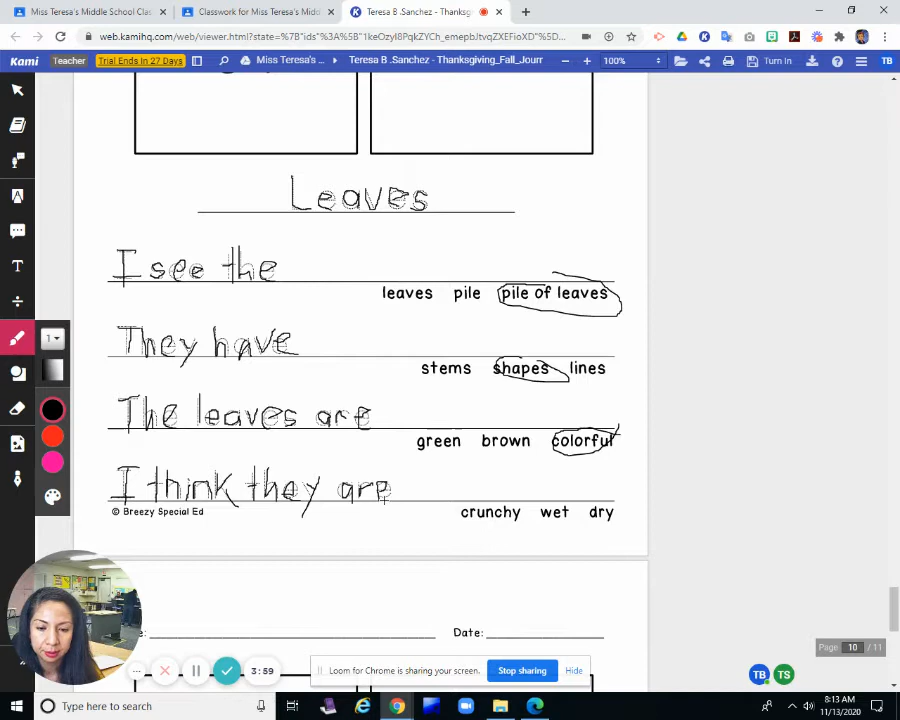 Miss Teresa's Middle School Clas
Classwork for Miss Teresa's Middl
Teresa B .Sanchez - Thanksg
web.kamihq.com/web/viewer.html?state=%7B"ids"%3A%5B"1keOzyI8PqkZYCh_emepbJtvqZXEFioXD"%5D
Kami
Teacher
Trial Ends In 27 Days
Miss Teresa's...
Teresa B .Sanchez - Thanksgiving_Fall_Journ
100%
Turn In
TB
Leaves
I see the
leaves pile pile of leaves
They have
stems shapes lines
The leaves are
green brown colorful
I think they are
© Breezy Special Ed
crunchy wet dry
Date:
Page 10 / 11
3:59
Loom for Chrome is sharing your screen.
Stop sharing
Hide
TB
TS
Type here to search
8:13 AM
11/13/2020